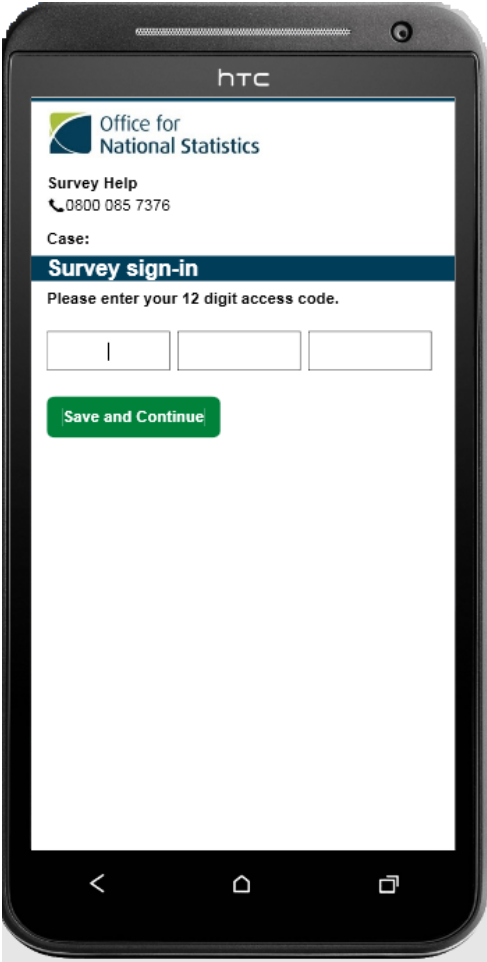 hTC
Office for
National Statistics
Survey Help
0800 085 7376
Case:
Survey sign-in
Please enter your 12 digit access code.
Save and Continue